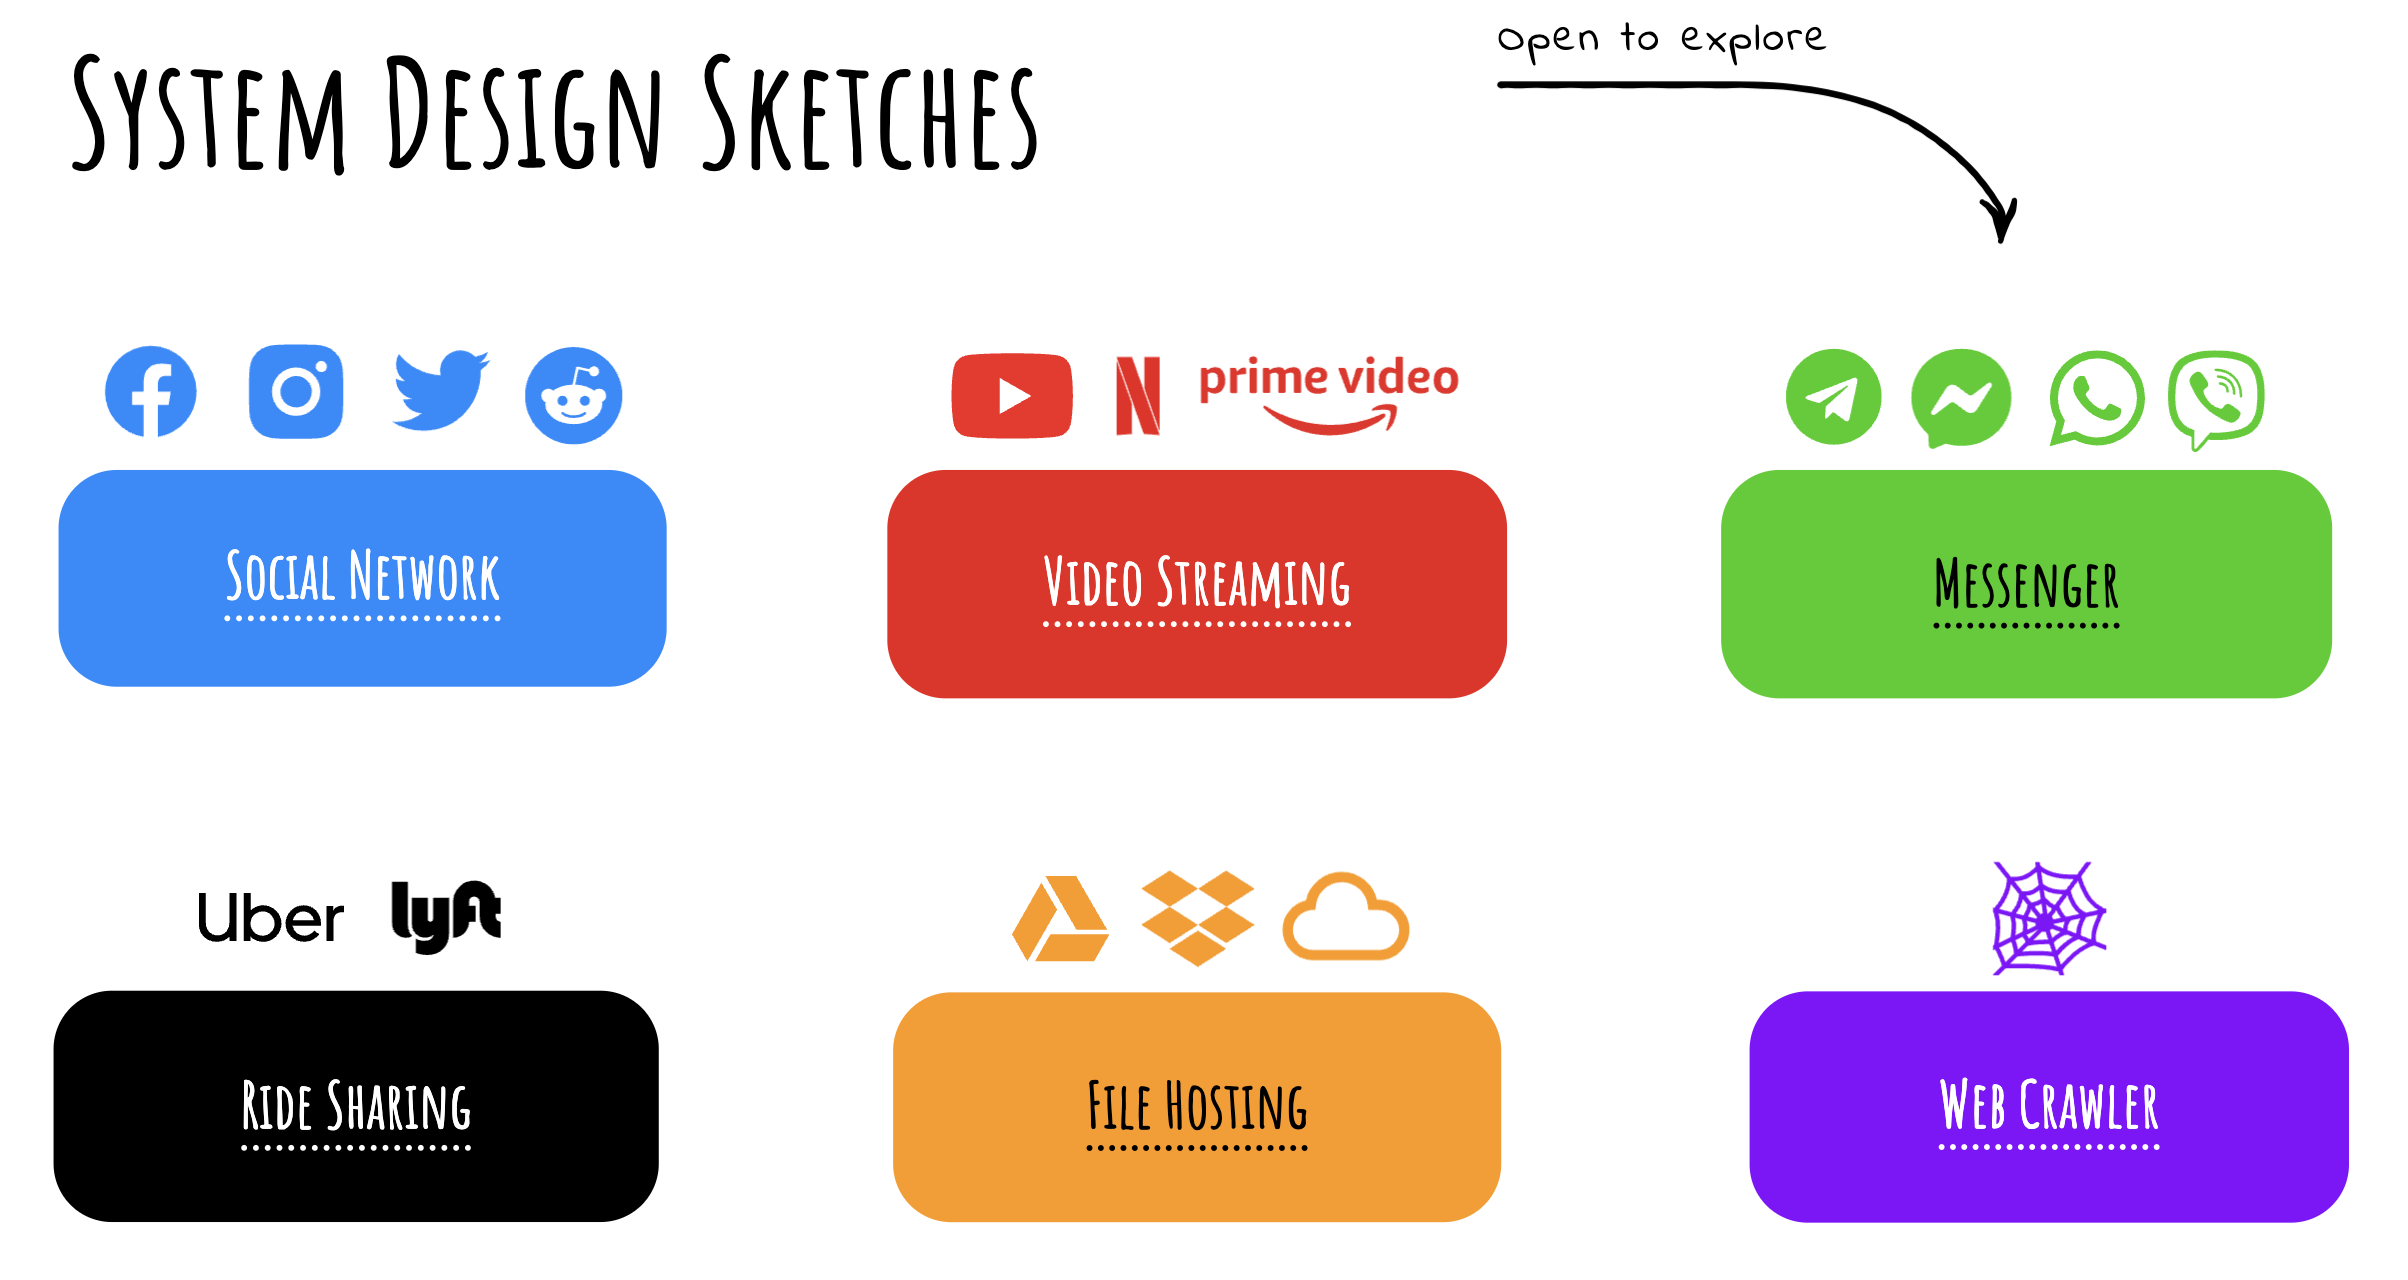 Open to explore
System Design Sketches
prime video
Social Network
Video Streaming
Messenger
Uber
lyft
Ride Sharing
File Hosting
Web Crawler